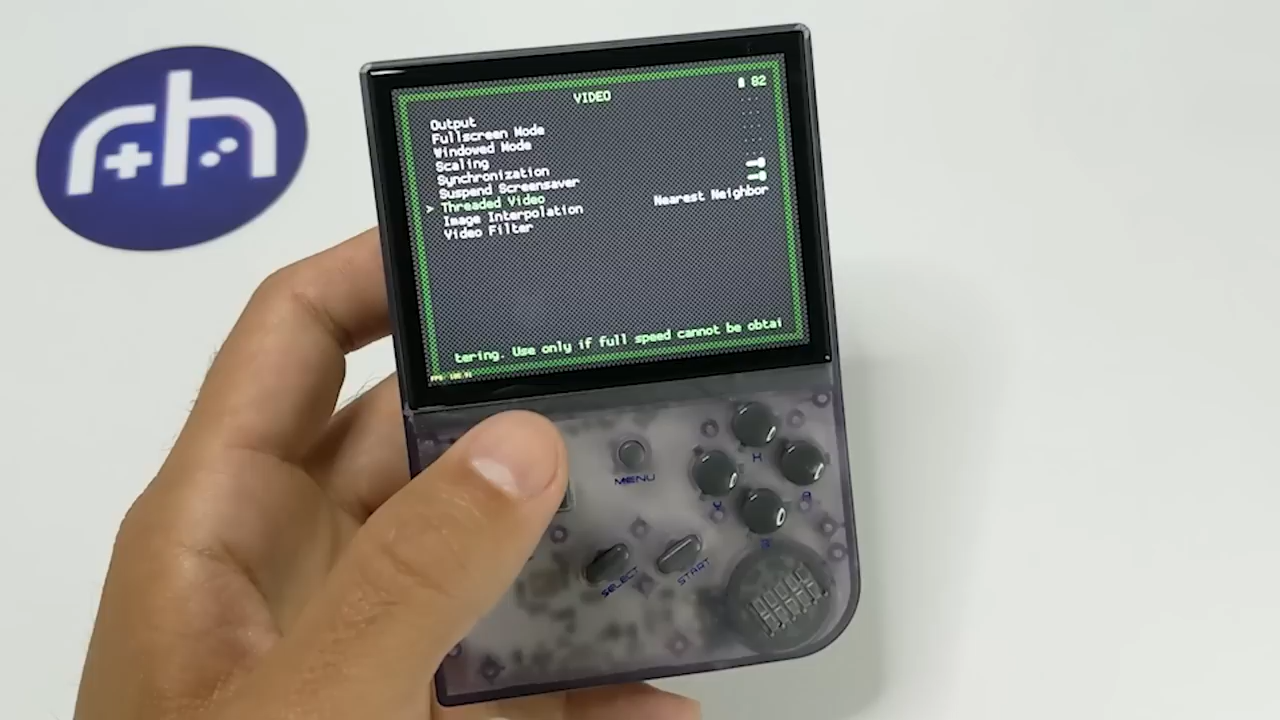 rh
82
VIDEO
Output
Fullscreen Mode
Windowed Mode
Scaling
Synchronization
Suspend Screensaver
> Threaded Video
Image Interpolation Nearest Neighbor
Video Filter
tering. Use only if full speed cannot be obtai
MENU
X
Y
A
B
SELECT
START